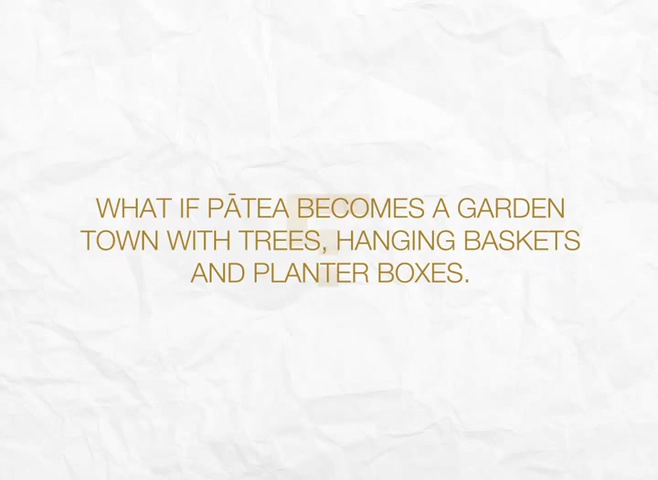 WHAT IF PĀTEA BECOMES A GARDEN
TOWN WITH TREES, HANGING BASKETS
AND PLANTER BOXES.